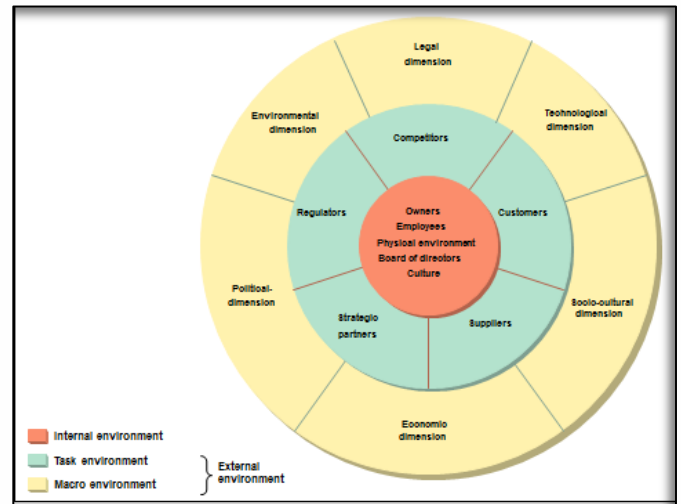 Legal
dimension
Environmental
dimension
Technological
dimension
Competitors
Regulators
Customers
Owners
Employees
Physical environment
Board of directors
Culture
Political-
dimension
Socio-cultural
dimension
Strategic
partners
Suppliers
Economic
dimension
Internal environment
Task environment
Macro environment
External
environment